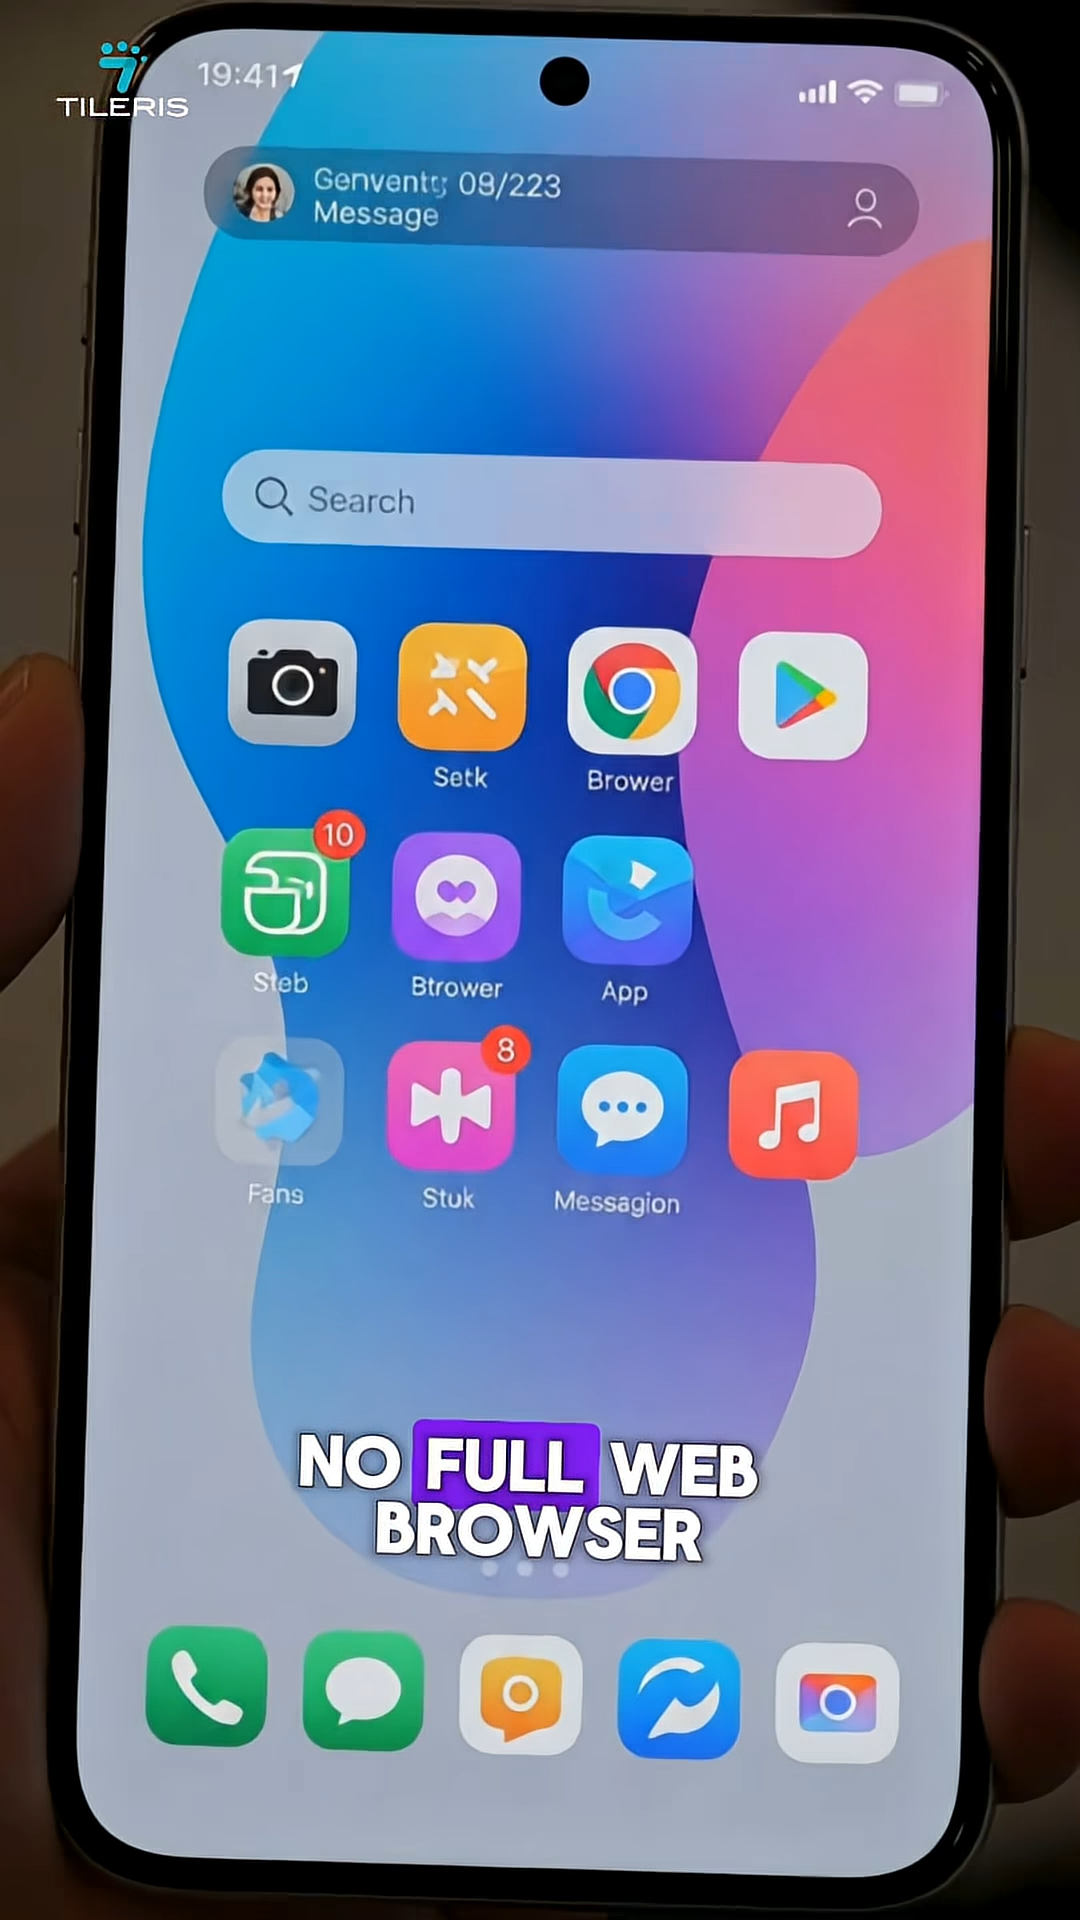 TILERIS
19:41
Genventt; 08/223
Message
Search
Setk
Brower
10
Steb
Btrower
App
8
Fans
Stuk
Messagion
NO FULL WEB
BROWSER